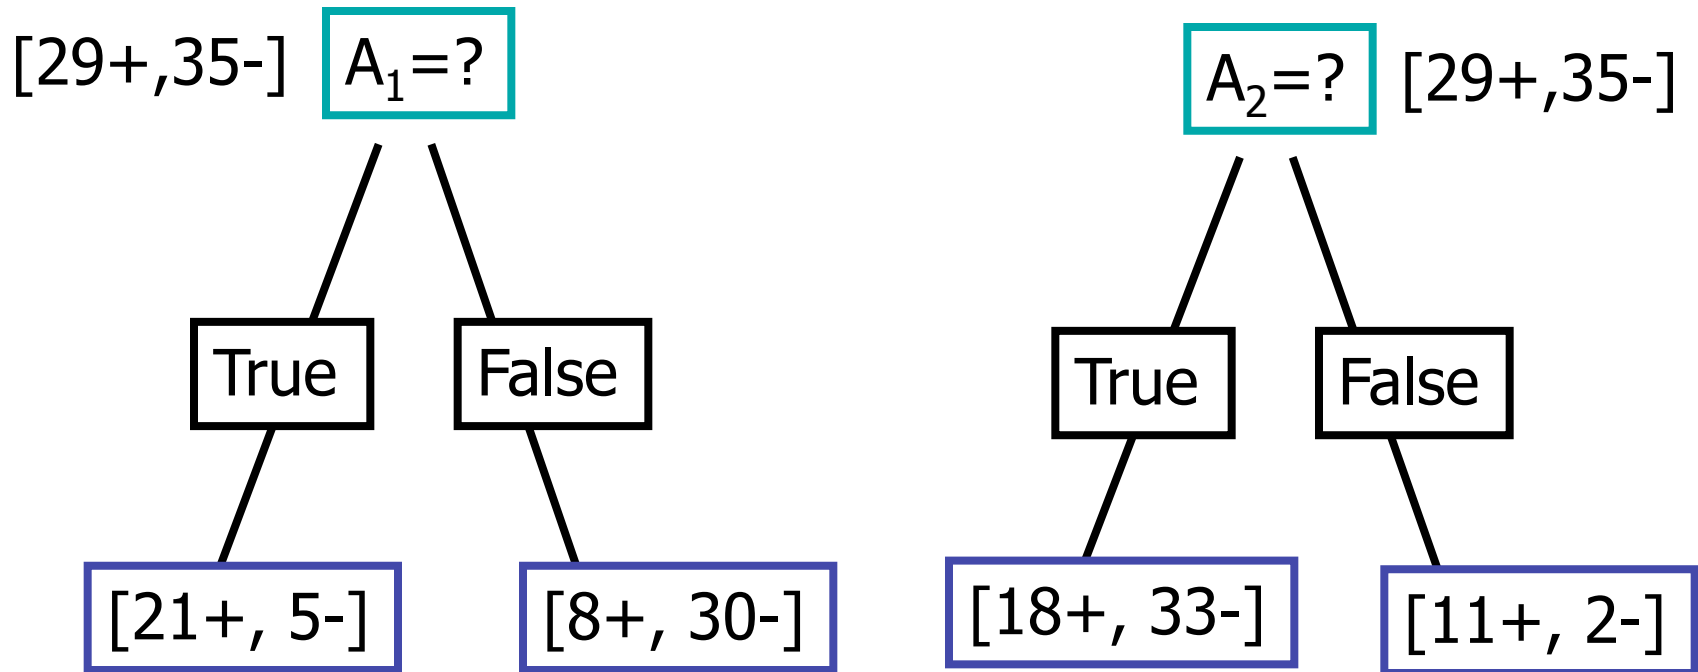 [29+,35-] A₁=?
A₂=? [29+,35-]
True False
True False
[21+, 5-] [8+, 30-]
[18+, 33-] [11+, 2-]